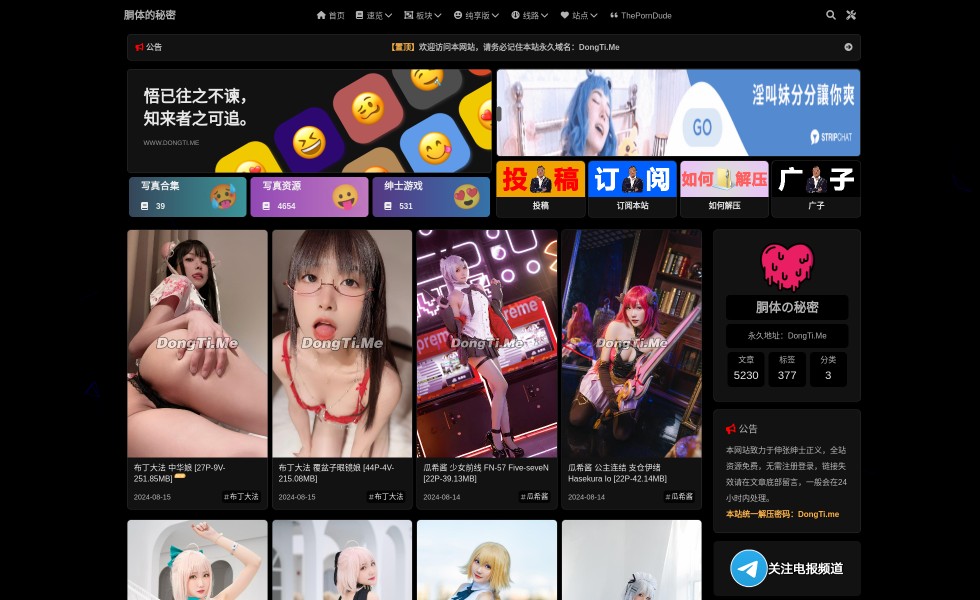 胴体的秘密
首页 速览 板块 纯享版 线路 站点 ThePornDude
公告
【置顶】欢迎访问本网站，请务必记住本站永久域名：DongTi.Me
悟已往之不谏，
知来者之可追。
WWW.DONGTI.ME
淫叫妹分分讓你爽
GO
STRIPCHAT
写真合集
39
写真资源
4654
绅士游戏
531
投稿
订阅
如何解压
广子
投稿
订阅本站
如何解压
广子
DongTi.Me
DongTi.Me
DongTi.Me
DongTi.Me
布丁大法 中华娘 [27P-9V-
251.85MB]
2024-08-15
#布丁大法
布丁大法 覆盆子眼镜娘 [44P-4V-
215.08MB]
2024-08-15
#布丁大法
瓜希酱 少女前线 FN-57 Five-seveN
[22P-39.13MB]
2024-08-14
#瓜希酱
瓜希酱 公主连结 支仓伊绪
Hasekura Io [22P-42.14MB]
2024-08-14
#瓜希酱
胴体の秘密
永久地址：DongTi.Me
文章 标签 分类
5230 377 3
公告
本网站致力于伸张绅士正义，全站
资源免费，无需注册登录，链接失
效请在文章底部留言，一般会在24
小时内处理。
本站统一解压密码：DongTi.me
关注电报频道